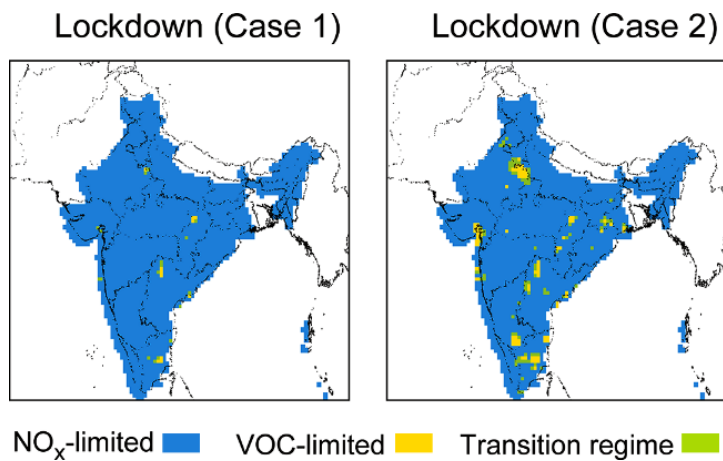 Lockdown (Case 1) Lockdown (Case 2)
NOx-limited VOC-limited Transition regime